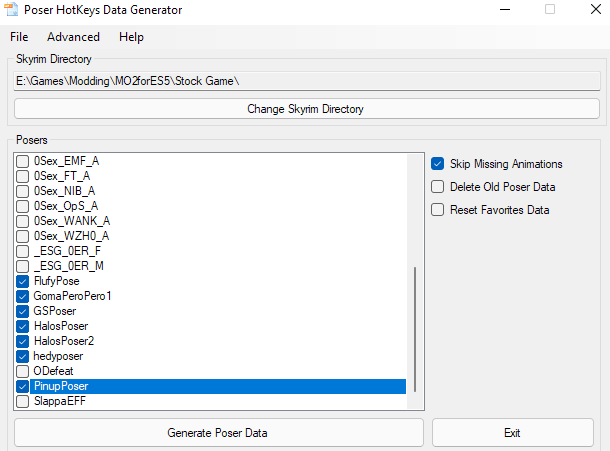 Poser HotKeys Data Generator
File Advanced Help
Skyrim Directory
E:\Games\Modding\MO2forES5\Stock Game\
Change Skyrim Directory
Posers
0Sex_EMF_A
0Sex_FT_A
0Sex_NIB_A
0Sex_OpS_A
0Sex_WANK_A
0Sex_WZH0_A
_ESG_0ER_F
_ESG_0ER_M
FlufyPose
GomaPeroPero1
GSPoser
HalosPoser
HalosPoser2
hedyposer
ODefeat
PinupPoser
SlappaEFF
Skip Missing Animations
Delete Old Poser Data
Reset Favorites Data
Generate Poser Data
Exit